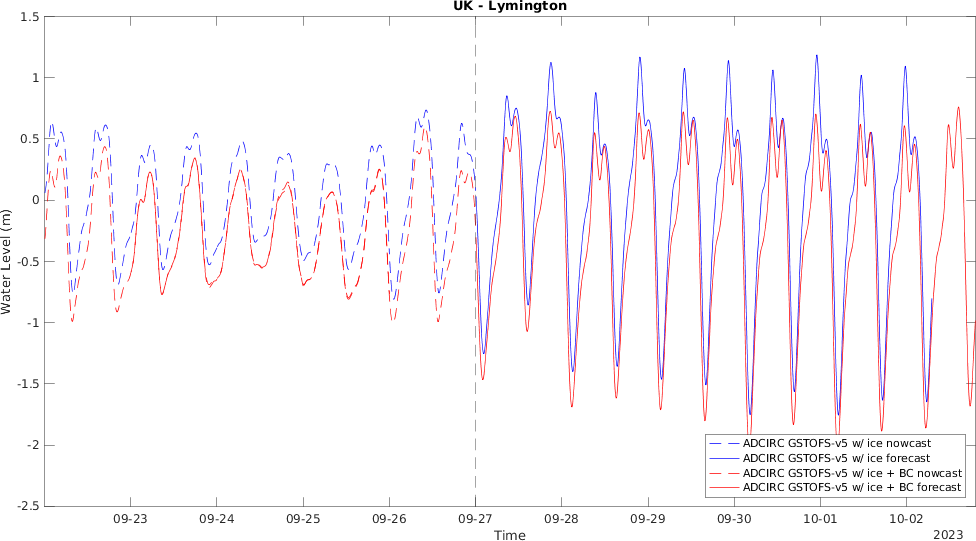 UK - Lymington
1.5
1
0.5
0
-0.5
-1
-1.5
-2
-2.5
Water Level (m)
ADCIRC GSTOFS-v5 w/ ice nowcast
ADCIRC GSTOFS-v5 w/ ice forecast
ADCIRC GSTOFS-v5 w/ ice + BC nowcast
ADCIRC GSTOFS-v5 w/ ice + BC forecast
09-23 09-24 09-25 09-26 09-27 09-28 09-29 09-30 10-01 10-02
Time
2023